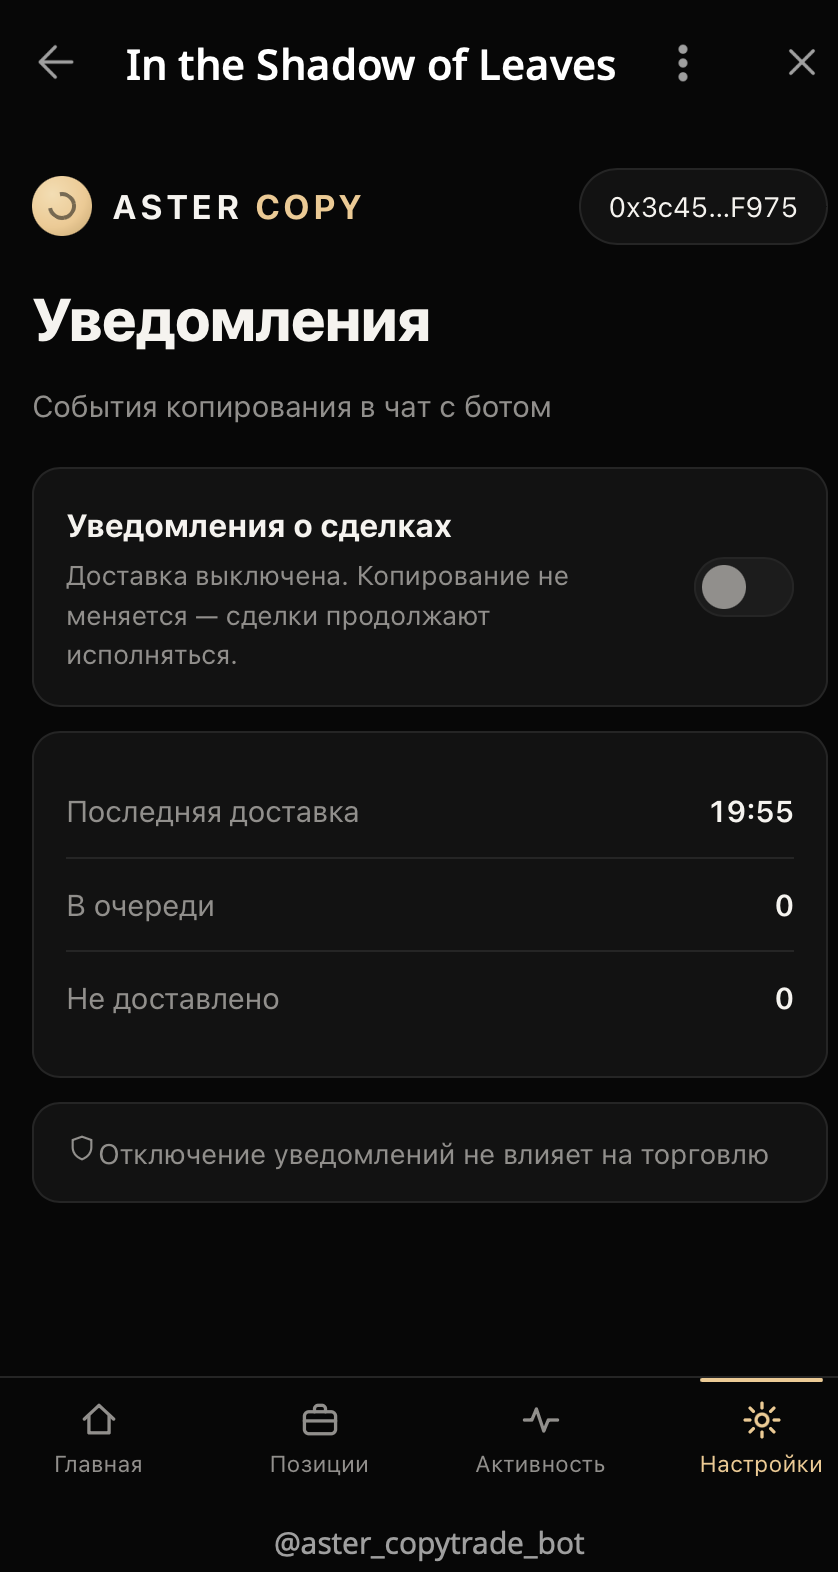 In the Shadow of Leaves
ASTER COPY
0x3c45...F975
Уведомления
События копирования в чат с ботом
Уведомления о сделках
Доставка выключена. Копирование не
меняется — сделки продолжают
исполняться.
Последняя доставка 19:55
В очереди 0
Не доставлено 0
Отключение уведомлений не влияет на торговлю
Главная Позиции Активность Настройки
@aster_copytrade_bot